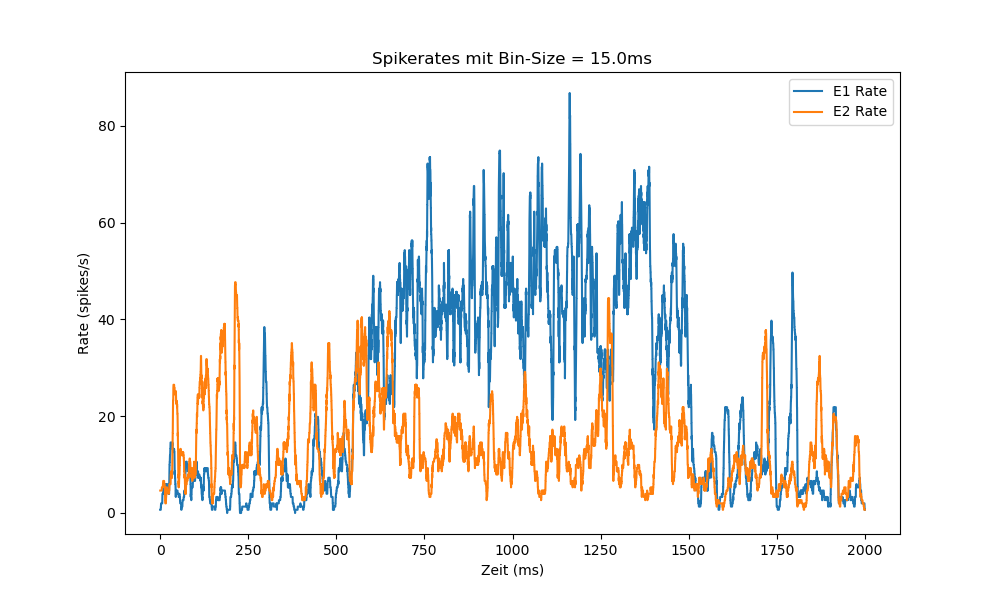 Spikerates mit Bin-Size = 15.0ms
E1 Rate
E2 Rate
80
60
40
20
0
Rate (spikes/s)
0 250 500 750 1000 1250 1500 1750 2000
Zeit (ms)